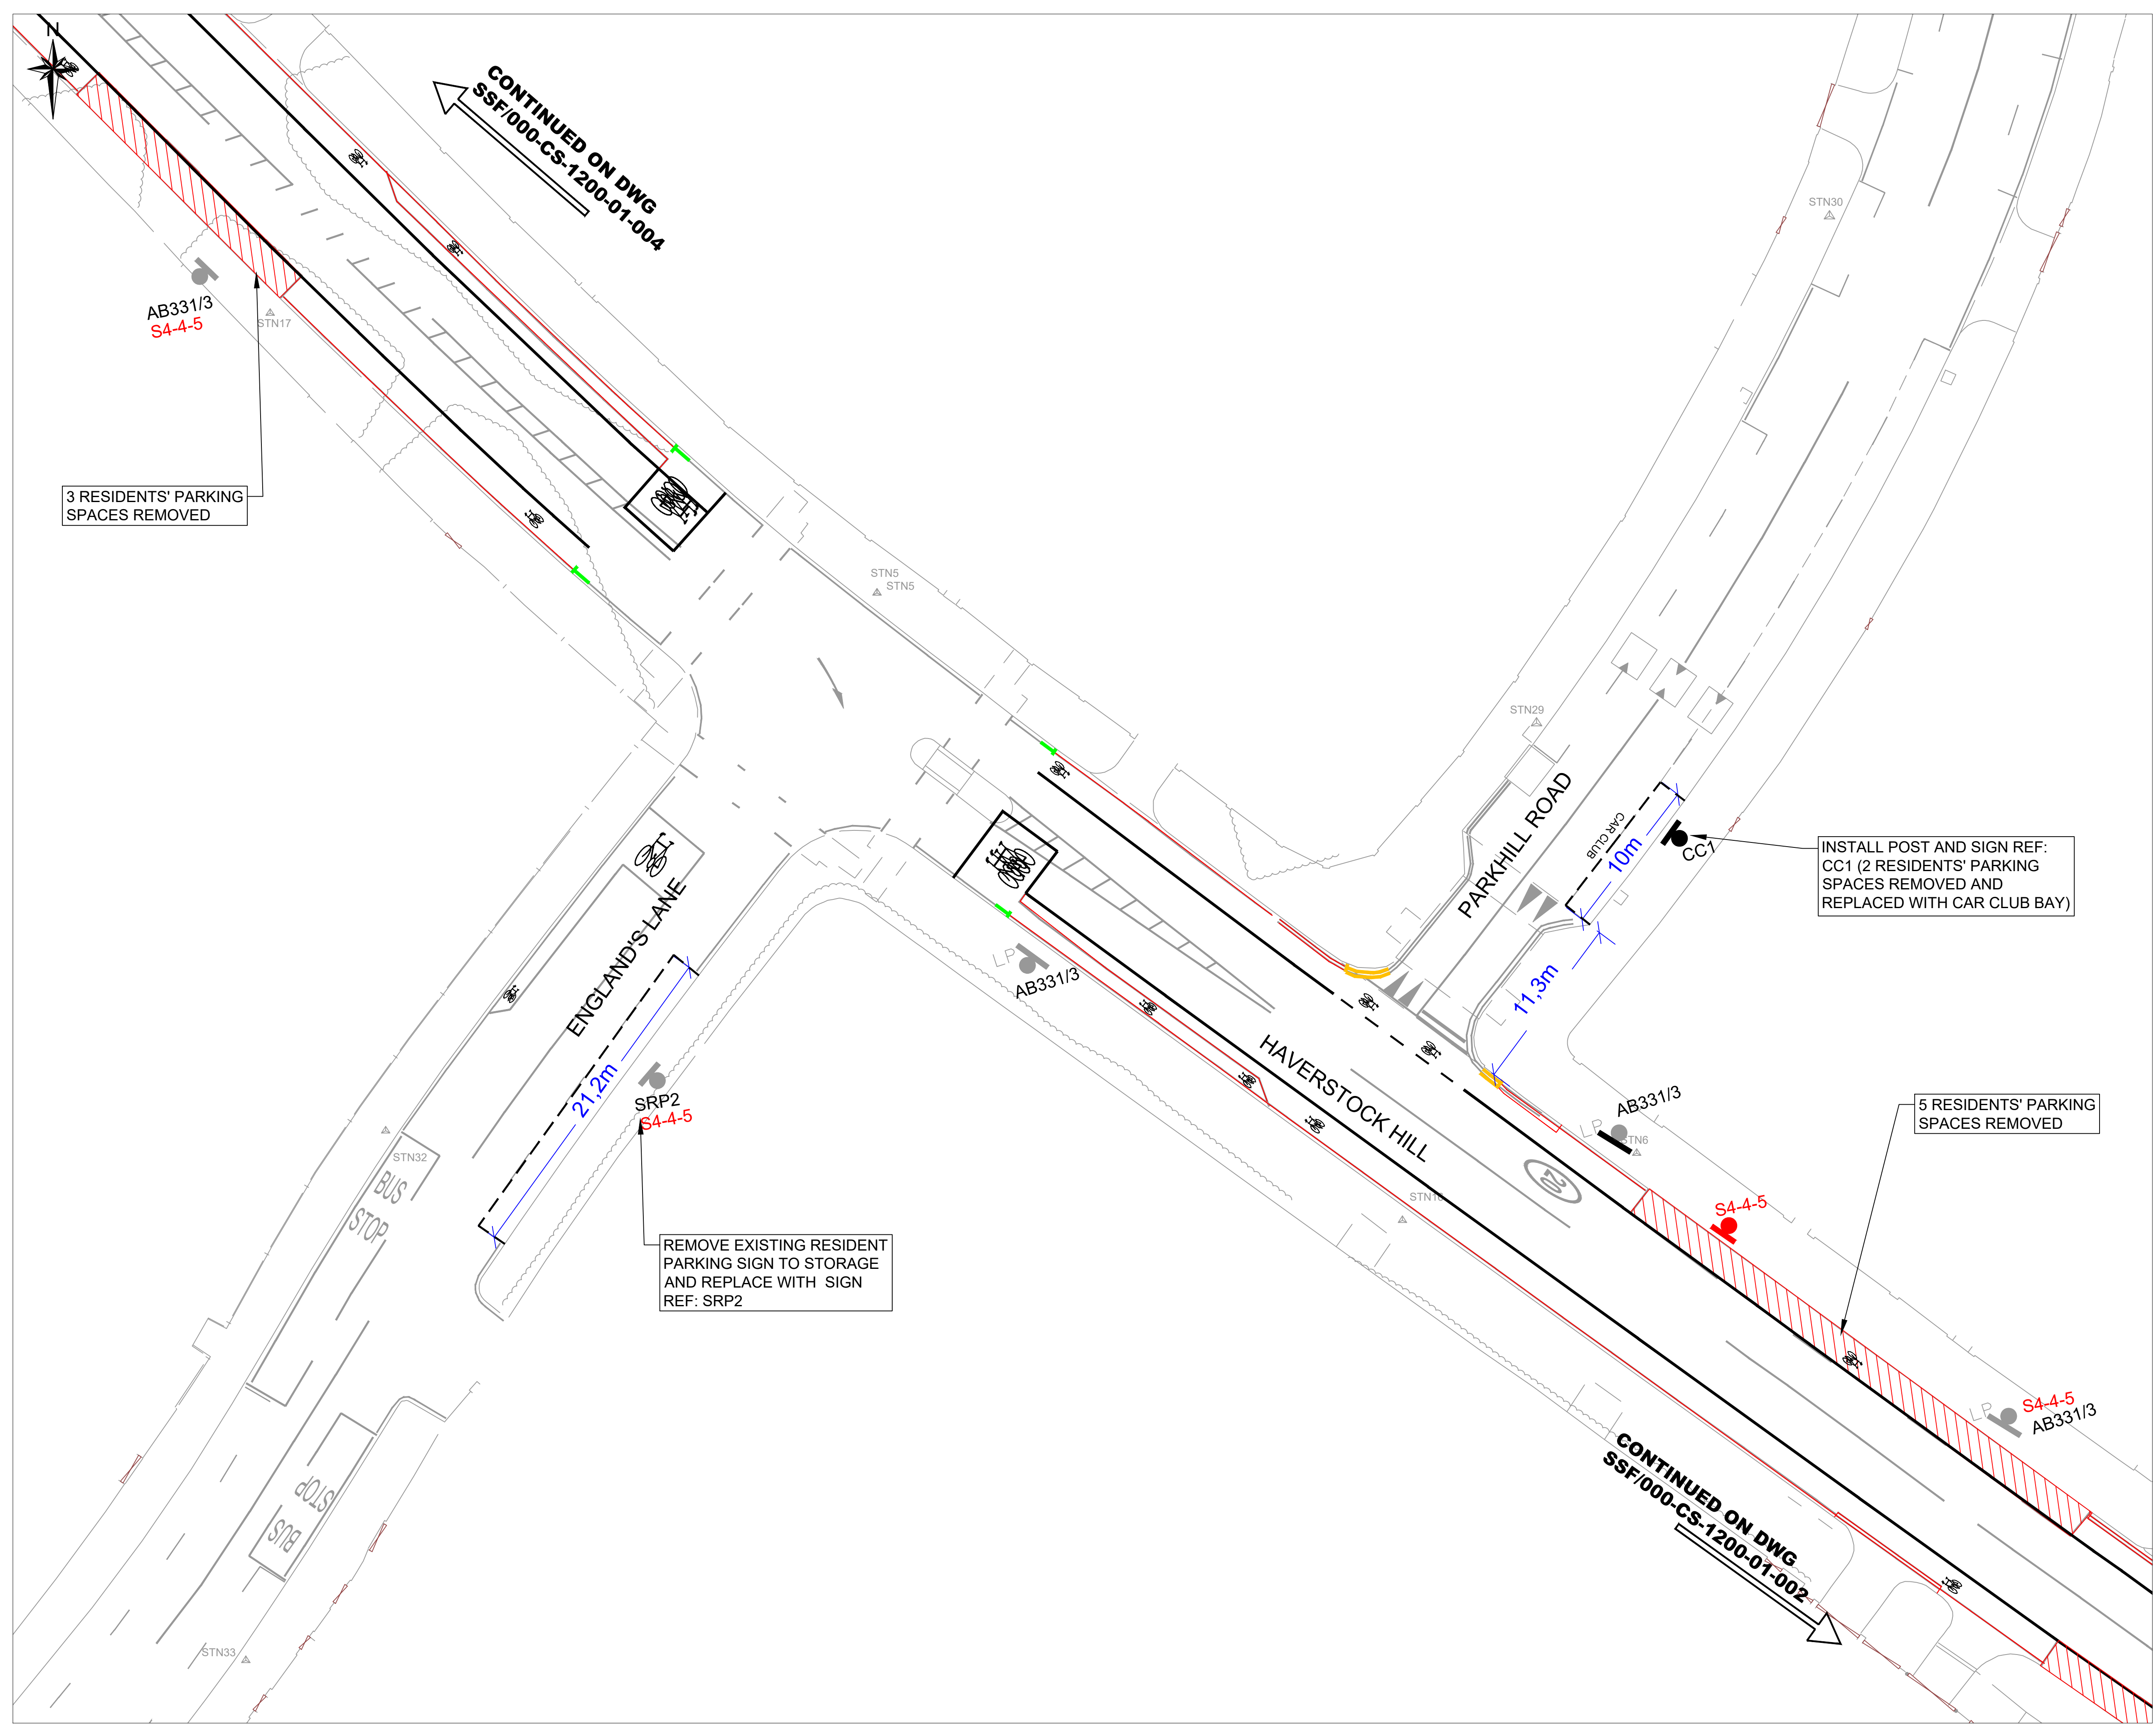 N
CONTINUED ON DWG
SSF/000-CS-1200-01-004
STN30
AB331/3
S4-4-5
STN17
3 RESIDENTS' PARKING
SPACES REMOVED
STN5
STN5
STN29
PARKHILL ROAD
CAR CLUB
10m
CC1
INSTALL POST AND SIGN REF:
CC1 (2 RESIDENTS' PARKING
SPACES REMOVED AND
REPLACED WITH CAR CLUB BAY)
11,3m
ENGLAND'S LANE
LP
AB331/3
21,2m
SRP2
S4-4-5
HAVERSTOCK HILL
20
LP
AB331/3
STN6
5 RESIDENTS' PARKING
SPACES REMOVED
STN32
BUS
STOP
S4-4-5
REMOVE EXISTING RESIDENT
PARKING SIGN TO STORAGE
AND REPLACE WITH SIGN
REF: SRP2
LP
S4-4-5
AB331/3
BUS
STOP
CONTINUED ON DWG
SSF/000-CS-1200-01-002
STN33